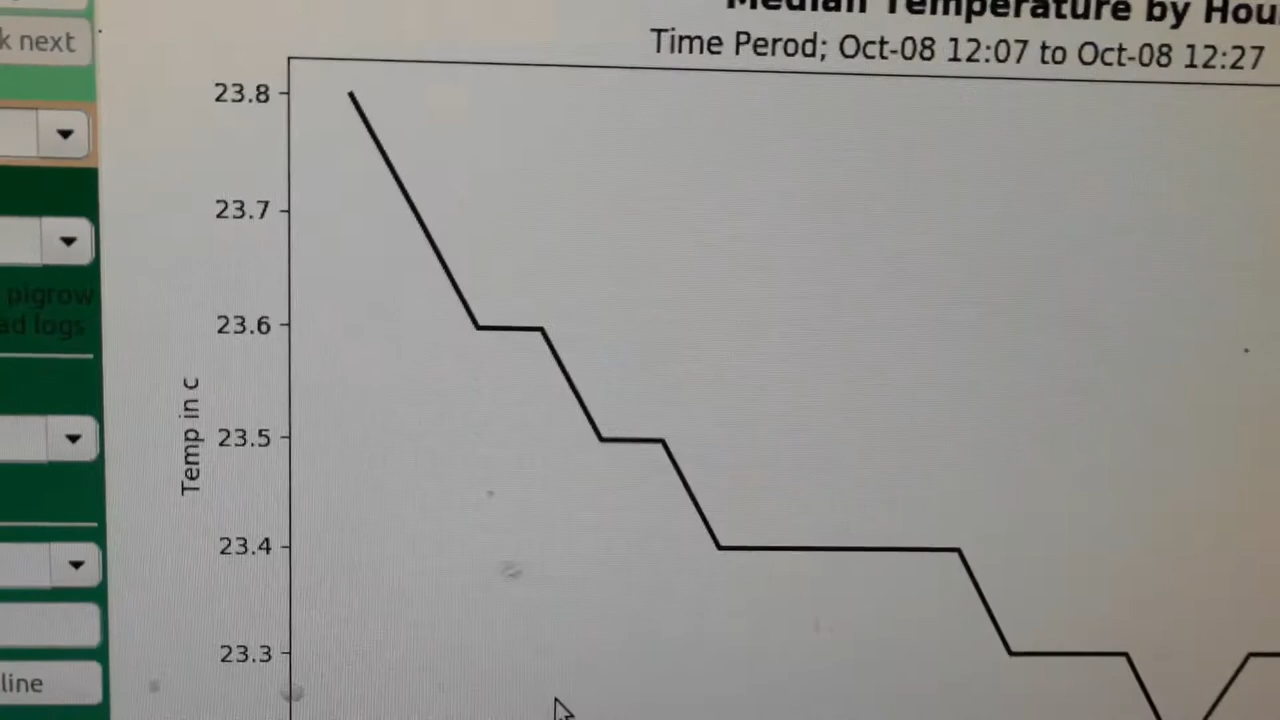 Median Temperature by Hou
Time Perod; Oct-08 12:07 to Oct-08 12:27
k next
23.8
23.7
pigrow
ad logs
23.6
Temp in c
23.5
23.4
23.3
line